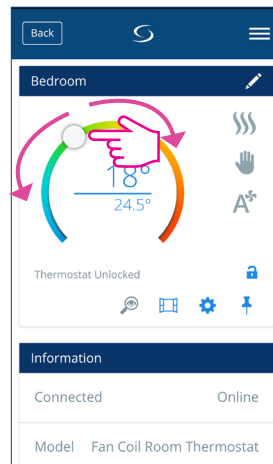 Back
Bedroom
18°
24.5°
A
Thermostat Unlocked
Information
Connected Online
Model Fan Coil Room Thermostat